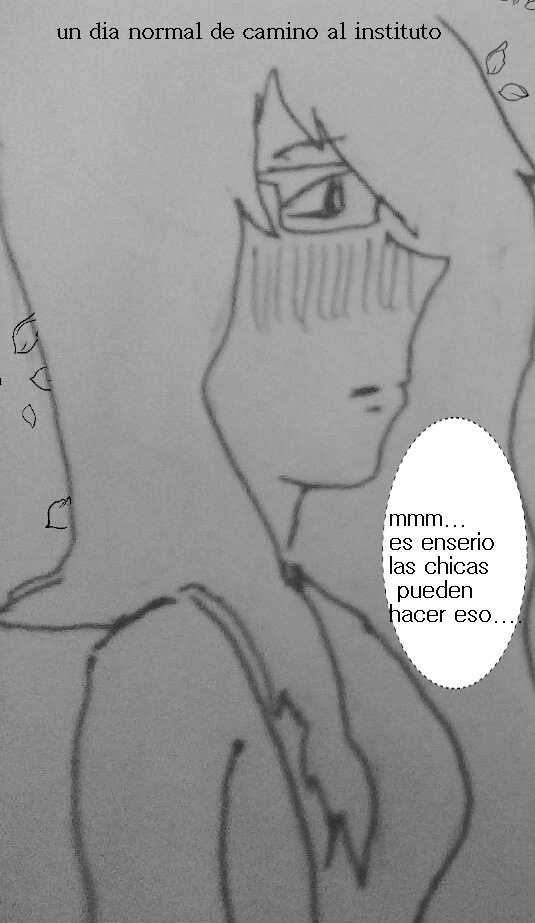 un dia normal de camino al instituto
mmm...
es enserio
las chicas
pueden
hacer eso....